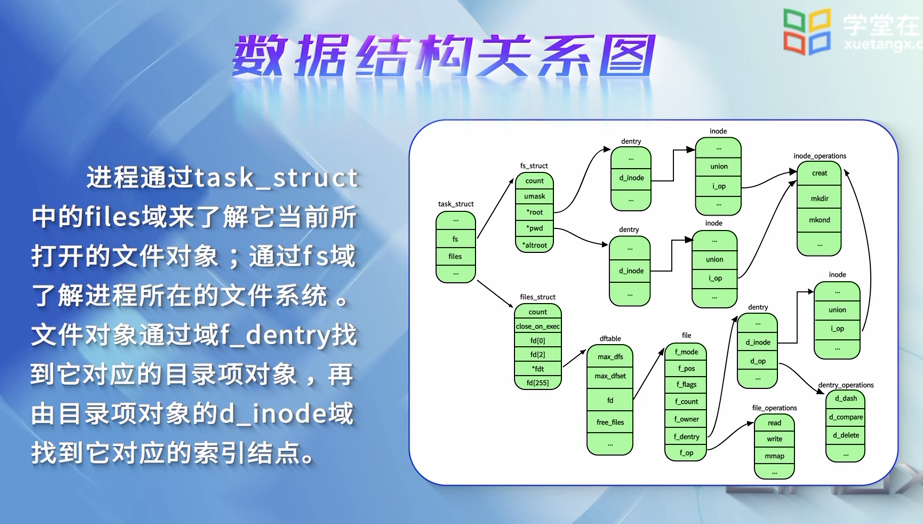 数据结构关系图
学堂在
xuetangx.c
进程通过task_struct
中的files域来了解它当前所
打开的文件对象；通过fs域
了解进程所在的文件系统。
文件对象通过域f_dentry找
到它对应的目录项对象，再
由目录项对象的d_inode域
找到它对应的索引结点。
task_struct
...
fs
files
...
fs_struct
count
umask
*root
*pwd
*altroot
dentry
...
d_inode
...
inode
...
union
i_op
...
inode_operations
creat
mkdir
mkond
...
dentry
...
d_inode
...
inode
...
union
i_op
...
files_struct
count
close_on_exec
fd[0]
fd[2]
*fdt
fd[255]
dftable
max_dfs
max_dfset
fd
free_files
...
file
f_mode
f_pos
f_flags
f_count
f_owner
f_dentry
f_op
dentry
...
d_inode
d_op
...
inode
...
union
i_op
...
file_operations
read
write
mmap
...
dentry_operations
d_dash
d_compare
d_delete
...